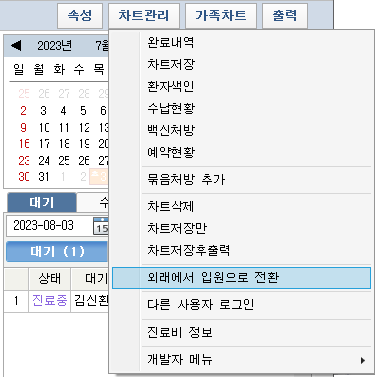 속성 차트관리 가족차트 출력
2023년 7월
일 월 화 수 목
25 26 27 28 29
2 3 4 5 6
9 10 11 12 13
16 17 18 19 20
23 24 25 26 27
30 31 1 2
대기
2023-08-03 15
대기 (1)
상태 대기
1 진료중 김신환
완료내역
차트저장
환자색인
수납현황
백신처방
예약현황
묶음처방 추가
차트삭제
차트저장만
차트저장후출력
외래에서 입원으로 전환
다른 사용자 로그인
진료비 정보
개발자 메뉴